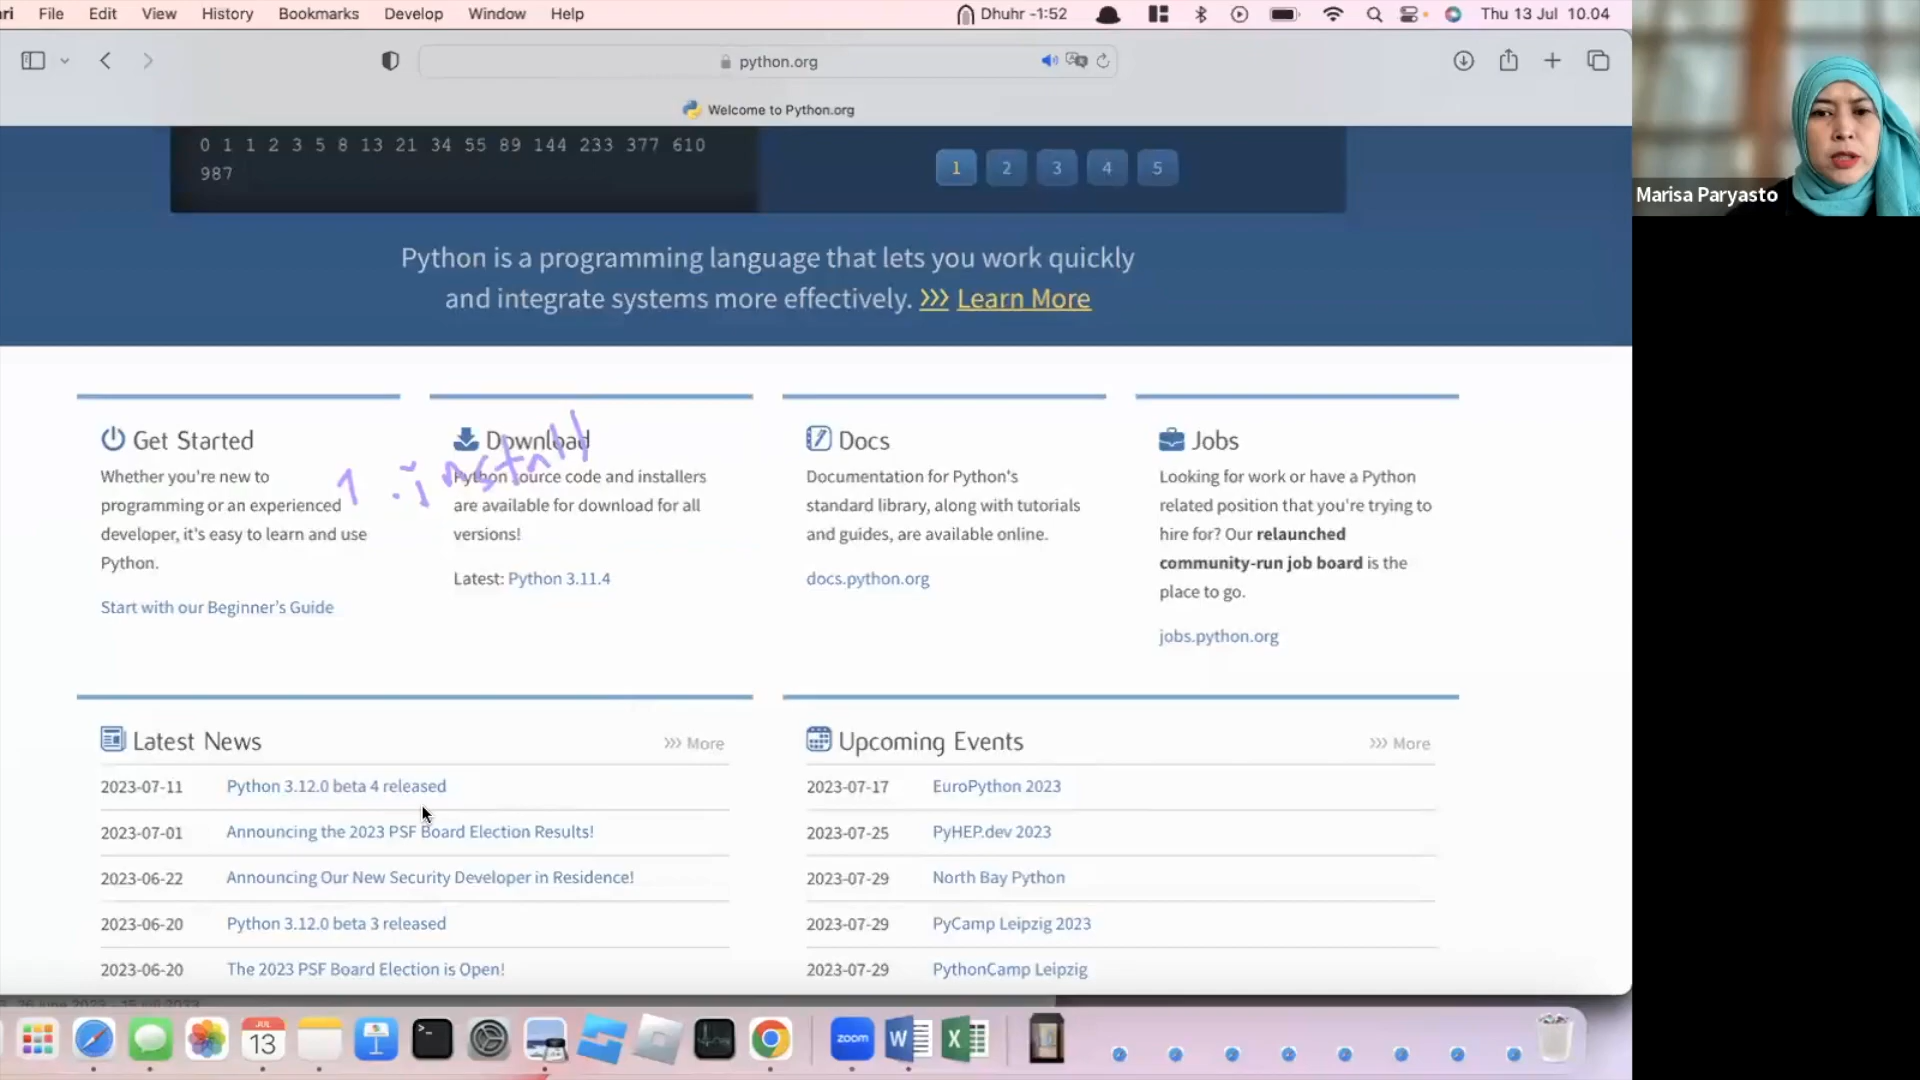 ri File Edit View History Bookmarks Develop Window Help Dhuhr -1:52 Thu 13 Jul 10.04
python.org
Welcome to Python.org
0 1 1 2 3 5 8 13 21 34 55 89 144 233 377 610
987
1 2 3 4 5
Python is a programming language that lets you work quickly
and integrate systems more effectively. >>> Learn More
Get Started
Whether you're new to
programming or an experienced
developer, it's easy to learn and use
Python.
Start with our Beginner's Guide
1. install
Download
Python source code and installers
are available for download for all
versions!
Latest: Python 3.11.4
Docs
Documentation for Python's
standard library, along with tutorials
and guides, are available online.
docs.python.org
Jobs
Looking for work or have a Python
related position that you're trying to
hire for? Our relaunched
community-run job board is the
place to go.
jobs.python.org
Latest News >>> More
2023-07-11 Python 3.12.0 beta 4 released
2023-07-01 Announcing the 2023 PSF Board Election Results!
2023-06-22 Announcing Our New Security Developer in Residence!
2023-06-20 Python 3.12.0 beta 3 released
2023-06-20 The 2023 PSF Board Election is Open!
Upcoming Events >>> More
2023-07-17 EuroPython 2023
2023-07-25 PyHEP.dev 2023
2023-07-29 North Bay Python
2023-07-29 PyCamp Leipzig 2023
2023-07-29 PythonCamp Leipzig
JUL
13
zoom
W
X
Marisa Paryasto